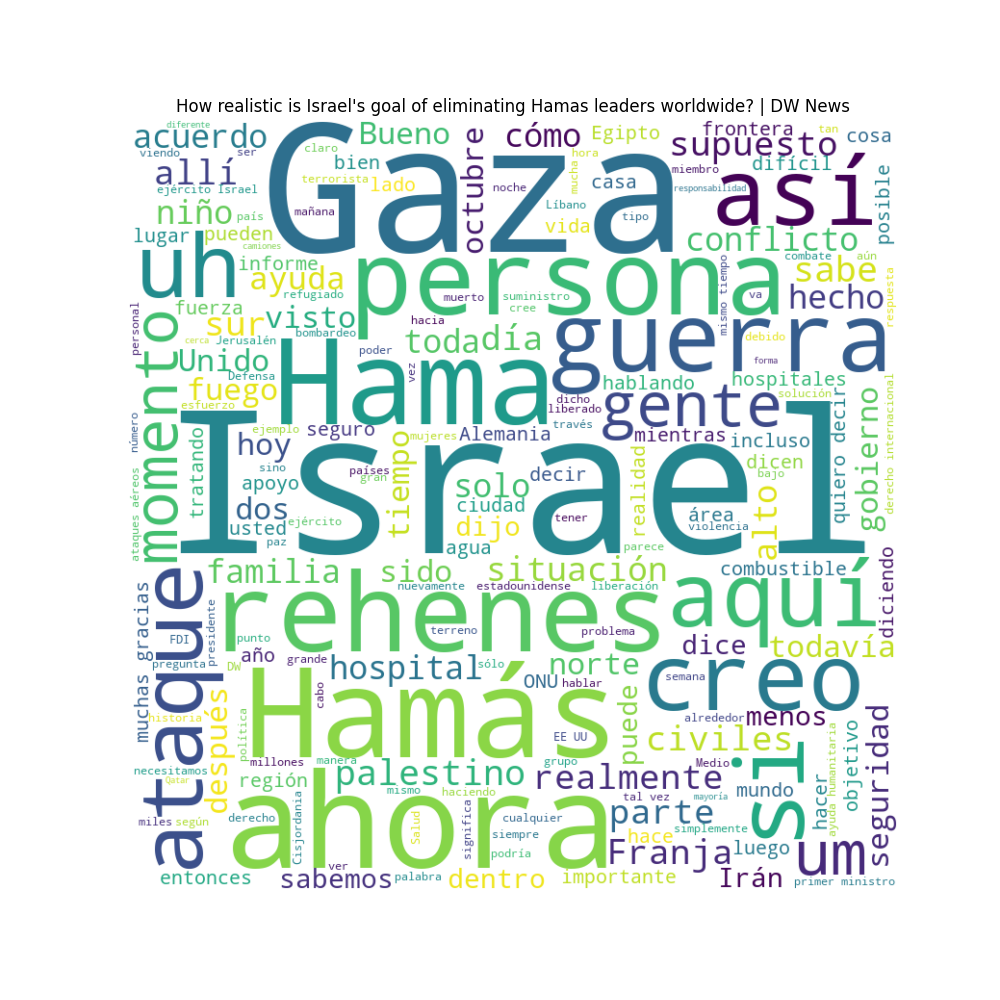 How realistic is Israel's goal of eliminating Hamas leaders worldwide? | DW News
diferente
acuerdo
viendo
ser
claro
Bueno
octubre
cómo
Egipto
mucha
hora
frontera
supuesto
miembro
tan
cosa
allí
ejército Israel
terrorista
bien
lado
Gaza
noche
casa
Líbano
tipo
vida
responsabilidad
difícil
así
posible
niño
país
mañana
lugar
pueden
camiones
uh
informe
ayuda
refugiado
persona
muerto
suministro
cree
conflicto
combate
aún
sabe
mismo tiempo
va
hecho
respuesta
personal
fuerza
sur
visto
bombardeo
hacia
toda
día
guerra
debido
forma
cerca
Jerusalén
Unido
Defensa
poder
vez
Hama
fuego
esfuerzo
hablando
hospitales
solución
dicho
liberado
gente
momento
número
ejemplo
seguro
mujeres
Alemania
través
mientras
incluso
quiero decir
gobierno
derecho internacional
Israel
tratando
hoy
sino
países
gran
tiempo
decir
realidad
dicen
bajo
ataques aéreos
apoyo
solo
ciudad
dos
usted
ejército
paz
dijo
tener
área
violencia
alto
agua
parece
familia
sido
situación
combustible
diciendo
nuevamente
estadounidense
liberación
rehenes
aquí
ataque
muchas gracias
FDI
presidente
punto
terreno
problema
pregunta
DW
año
grande
cabo
hospital
sólo
norte
ONU
hablar
dice
todavía
creo
semana
Hamás
historia
después
política
puede
alrededor
menos
EE UU
civiles
si
necesitamos
Qatar
millones
manera
región
palestino
grupo
Medio
realmente
mundo
hacer
ayuda humanitaria
objetivo
seguridad
mismo
haciendo
tal vez
mayoría
miles
según
derecho
Cisjordania
ahora
Salud
significa
cualquier
siempre
podría
parte
hace
simplemente
Franja
luego
um
entonces
ver
sabemos
palabra
dentro
importante
Irán
primer ministro